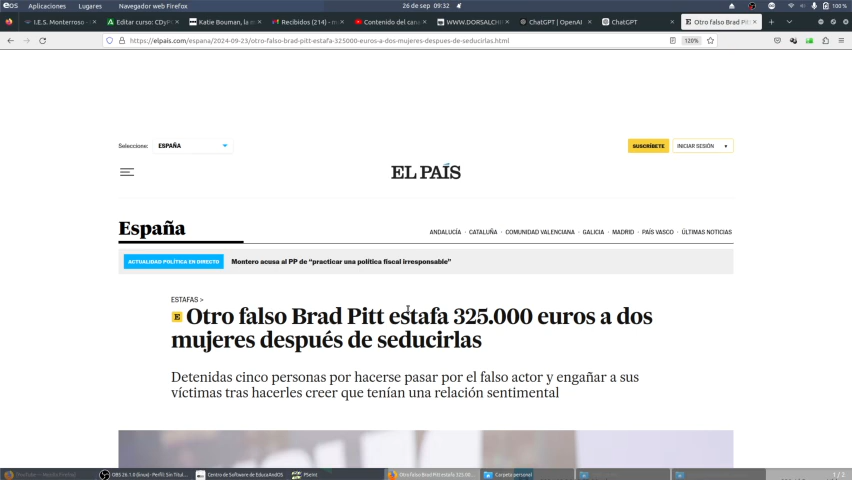 EOS Aplicaciones Lugares Navegador web Firefox 26 de sep 09:32 100 %
I.E.S. Monterroso - Editar curso: CDyPC Katie Bouman, la m Recibidos (214) - m Contenido del can WWW.DORSALCHI ChatGPT | OpenAI ChatGPT Otro falso Brad Pitt
https://elpais.com/espana/2024-09-23/otro-falso-brad-pitt-estafa-325000-euros-a-dos-mujeres-despues-de-seducirlas.html 120%
Seleccione: ESPAÑA SUSCRÍBETE INICIAR SESIÓN
EL PAÍS
España
ANDALUCÍA · CATALUÑA · COMUNIDAD VALENCIANA · GALICIA · MADRID · PAÍS VASCO · ÚLTIMAS NOTICIAS
ACTUALIDAD POLÍTICA EN DIRECTO Montero acusa al PP de “practicar una política fiscal irresponsable”
ESTAFAS >
E Otro falso Brad Pitt estafa 325.000 euros a dos
mujeres después de seducirlas
Detenidas cinco personas por hacerse pasar por el falso actor y engañar a sus
víctimas tras hacerles creer que tenían una relación sentimental
OBS 26.1.0 (linux) - Perfil: Sin Títul... Centro de Software de EducaAndOS PSeInt Otro falso Brad Pitt estafa 325.00... Carpeta personal 1 / 2